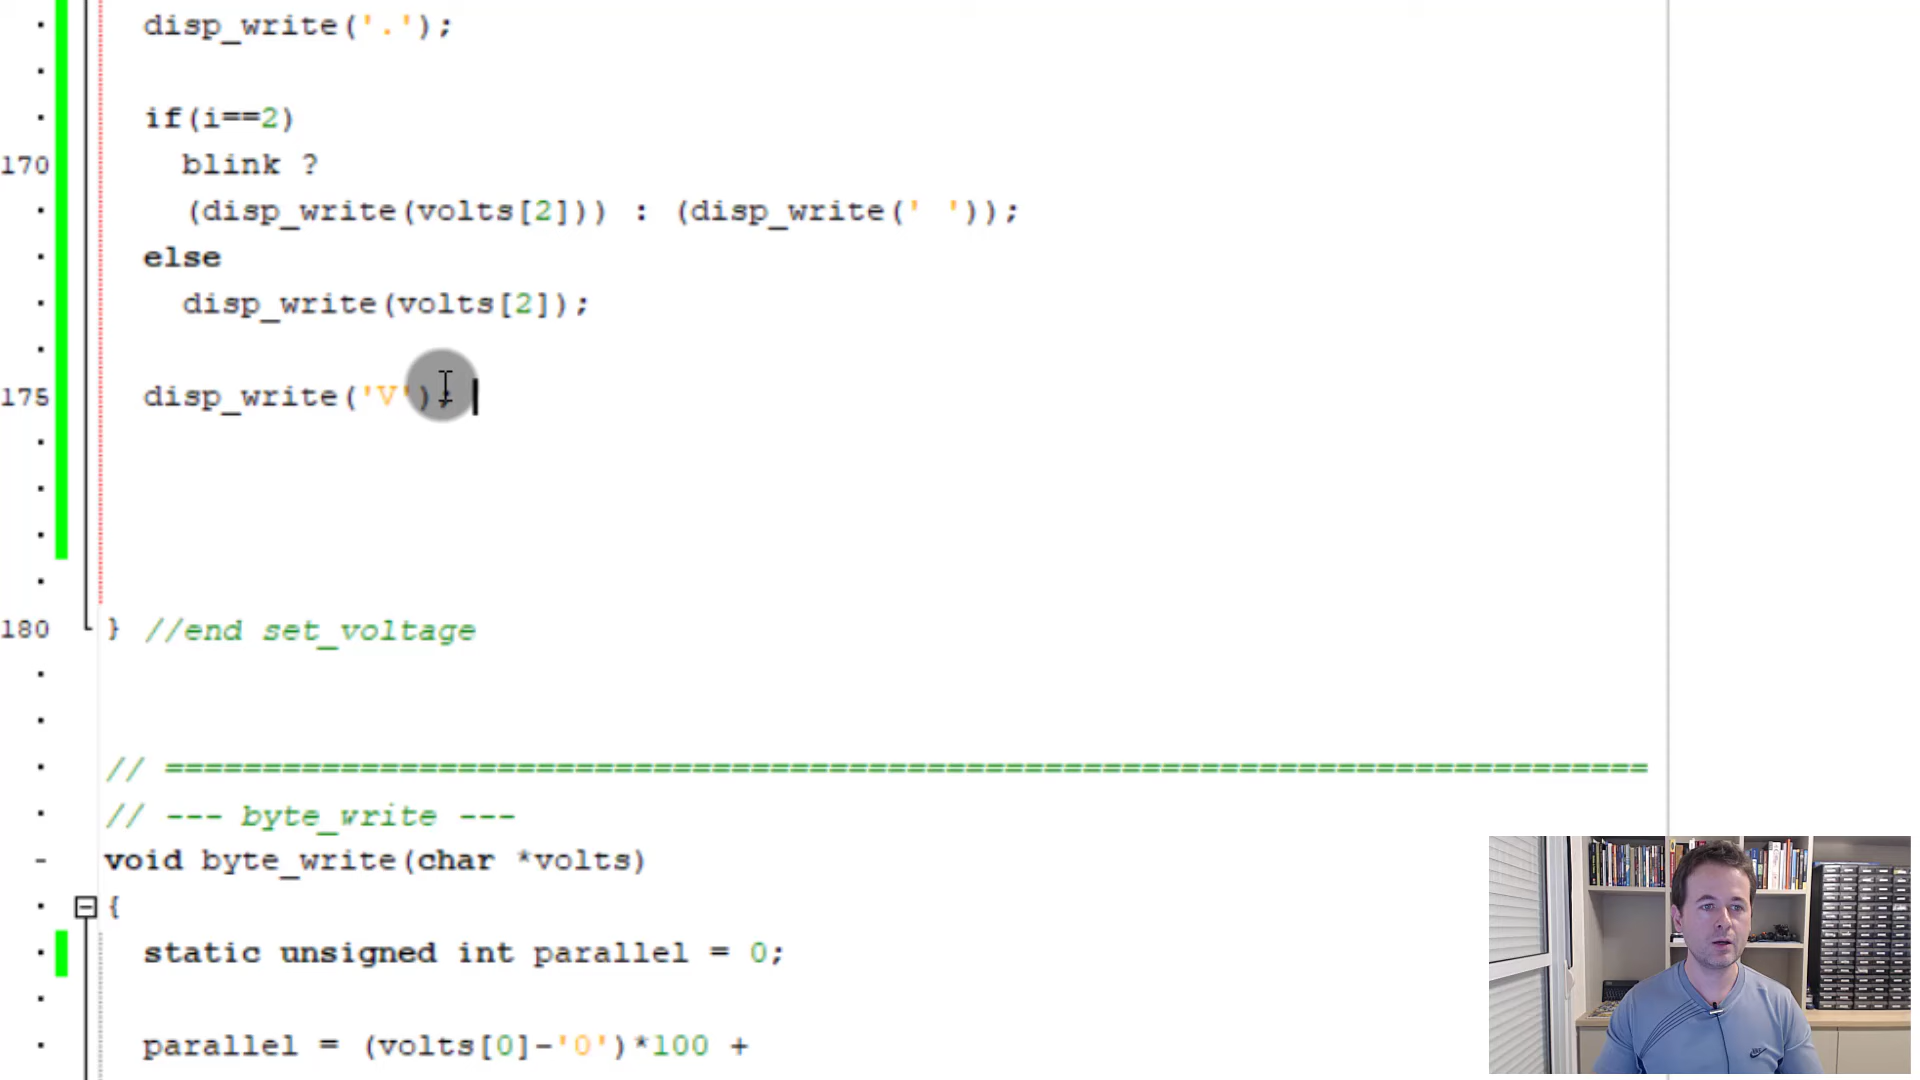 disp_write('.');
if(i==2)
170 blink ?
(disp_write(volts[2])) : (disp_write(' '));
else
disp_write(volts[2]);
175 disp_write('V');
180 } //end set_voltage
// ============================================================================
// --- byte_write ---
void byte_write(char *volts)
{
static unsigned int parallel = 0;
parallel = (volts[0]-'0')*100 +